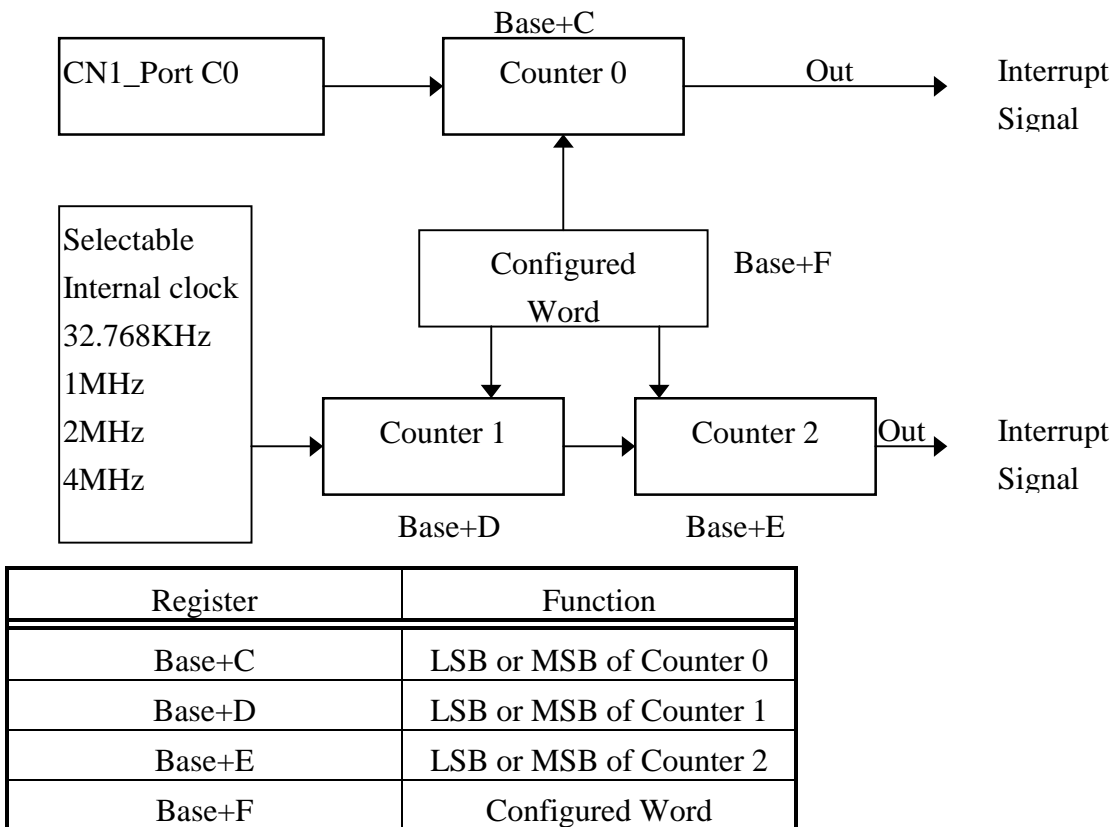 Base+C
CN1_Port C0
Counter 0
Out
Interrupt
Signal
Selectable
Internal clock
32.768KHz
1MHz
2MHz
4MHz
Configured
Word
Base+F
Counter 1
Counter 2
Out
Interrupt
Signal
Base+D
Base+E
Register Function
Base+C LSB or MSB of Counter 0
Base+D LSB or MSB of Counter 1
Base+E LSB or MSB of Counter 2
Base+F Configured Word